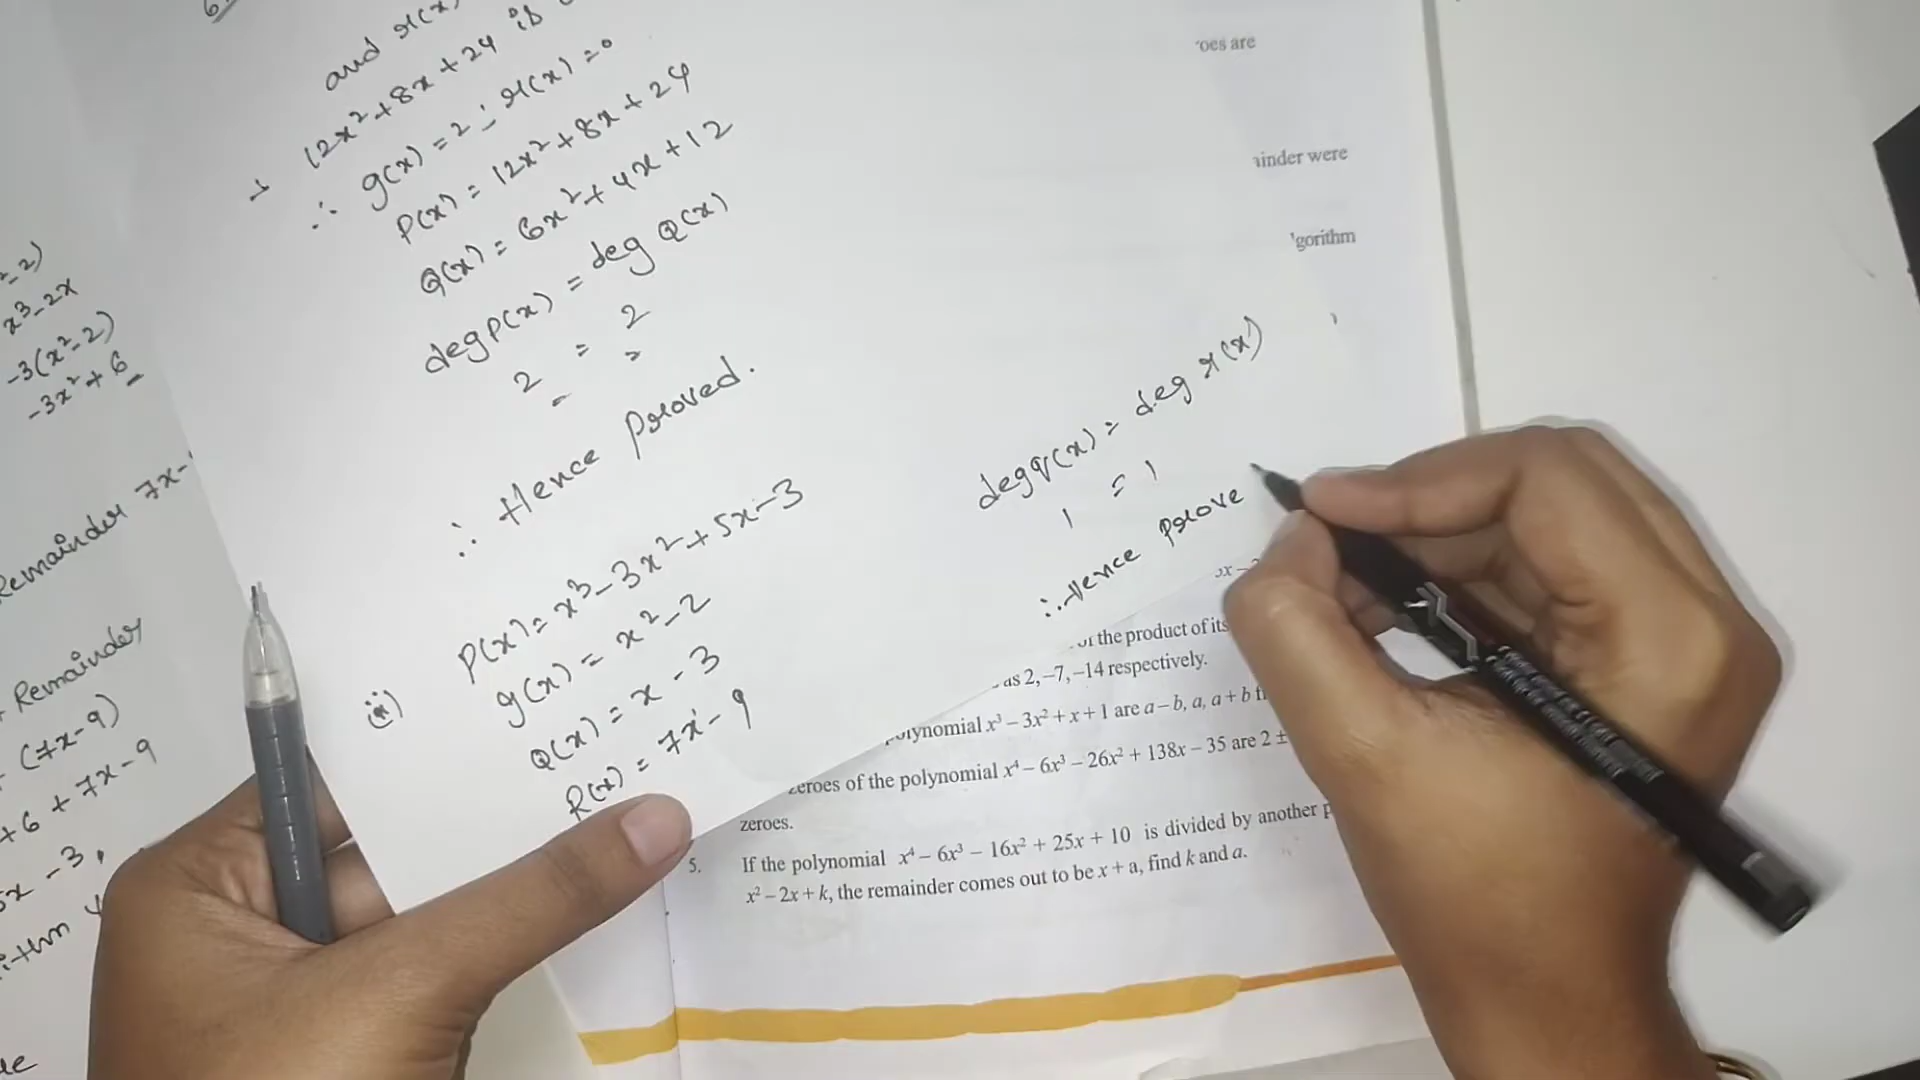 6
and r(x)
→ 12x²+8x+24 is
∴ g(x) = 2 ; r(x) = 0
P(x) = 12x²+8x+24
Q(x) = 6x²+4x+12
deg P(x) = deg Q(x)
2 = 2
∴ Hence Proved.
(ii) P(x) = x³-3x²+5x-3
g(x) = x²-2
Q(x) = x-3
R(x) = 7x-9
deg q(x) = deg r(x)
1 = 1
∴ Hence prove
x³-2x
-3(x²-2)
-3x²+6
Remainder 7x-
Remainder
(7x-9)
+6+7x-9
x-3,
oes are
ainder were
gorithm
of the product of its
as 2, –7, –14 respectively.
polynomial x³ – 3x² + x + 1 are a – b, a, a + b
zeroes of the polynomial x⁴ – 6x³ – 26x² + 138x – 35 are 2 ±
zeroes.
5. If the polynomial x⁴ – 6x³ – 16x² + 25x + 10 is divided by another p
x² – 2x + k, the remainder comes out to be x + a, find k and a.